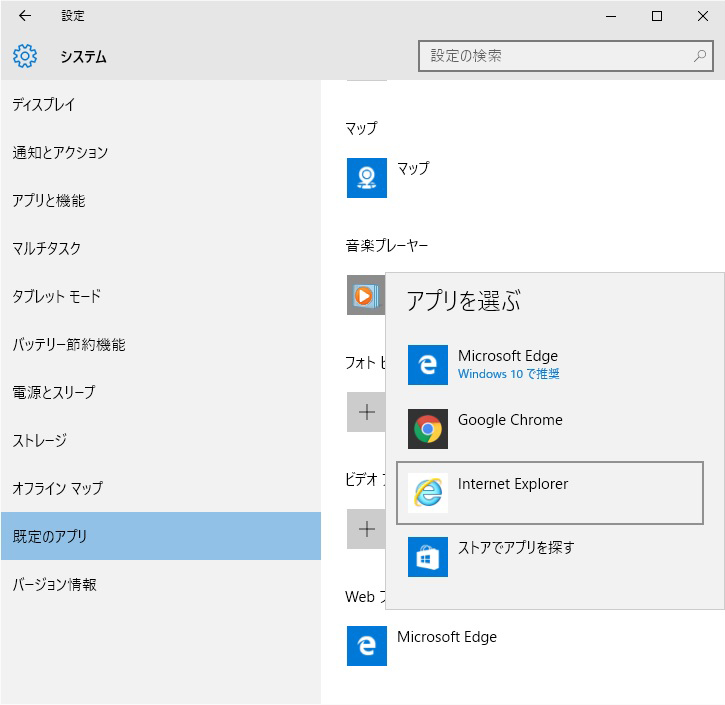 設定
システム
設定の検索
ディスプレイ
通知とアクション
アプリと機能
マルチタスク
タブレット モード
バッテリー節約機能
電源とスリープ
ストレージ
オフライン マップ
既定のアプリ
バージョン情報
マップ
マップ
音楽プレーヤー
フォト
ビデオ
Web
Microsoft Edge
アプリを選ぶ
Microsoft Edge
Windows 10 で推奨
Google Chrome
Internet Explorer
ストアでアプリを探す